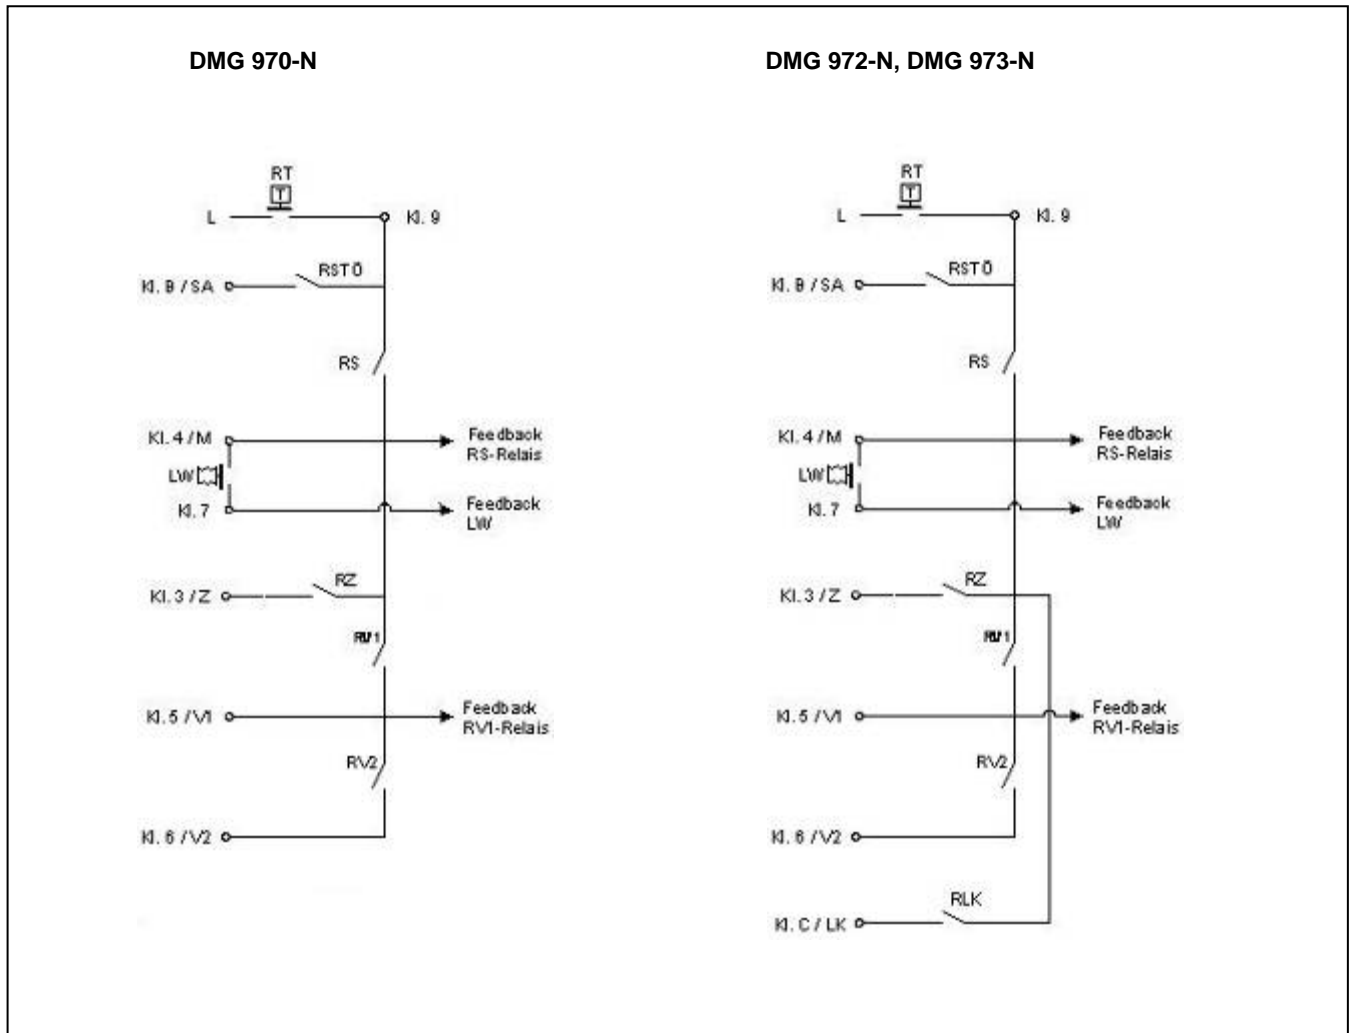 DMG 970-N
DMG 972-N, DMG 973-N
RT
T
L
Kl. 9
RSTÖ
Kl. B / SA
RS
Kl. 4 / M
Feedback
RS-Relais
LW
Kl. 7
Feedback
LW
RZ
Kl. 3 / Z
RV1
Kl. 5 / V1
Feedback
RV1-Relais
RV2
Kl. 6 / V2
RT
T
L
Kl. 9
RSTÖ
Kl. B / SA
RS
Kl. 4 / M
Feedback
RS-Relais
LW
Kl. 7
Feedback
LW
RZ
Kl. 3 / Z
RV1
Kl. 5 / V1
Feedback
RV1-Relais
RV2
Kl. 6 / V2
RLK
Kl. C / LK